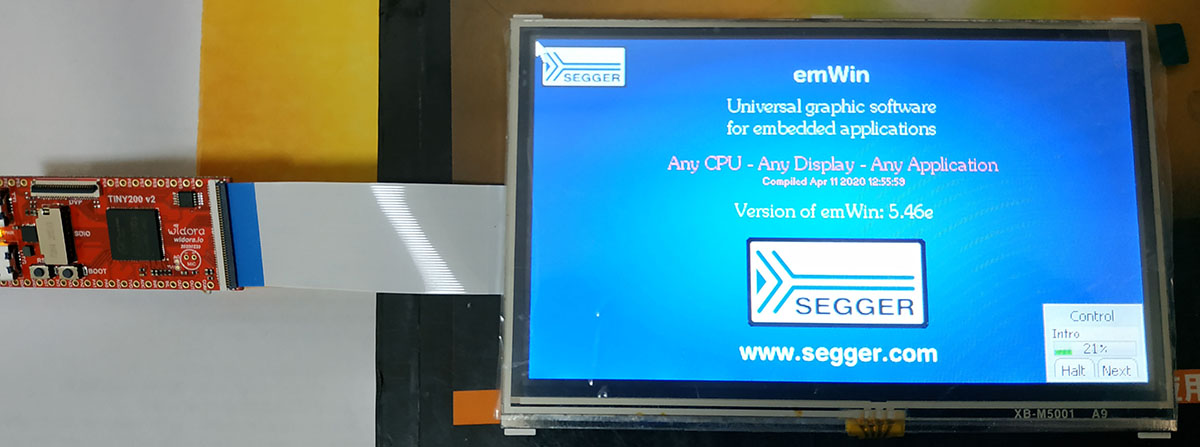 DVP
TINY200 v2
SDIO
widora
widora.io
BOOT
MIC
SEGGER
emWin
Universal graphic software
for embedded applications
Any CPU - Any Display - Any Application
Compiled Apr 11 2020 12:55:59
Version of emWin: 5.46e
SEGGER
www.segger.com
Control
Intro
21%
Halt
Next
XB-M5001 A9